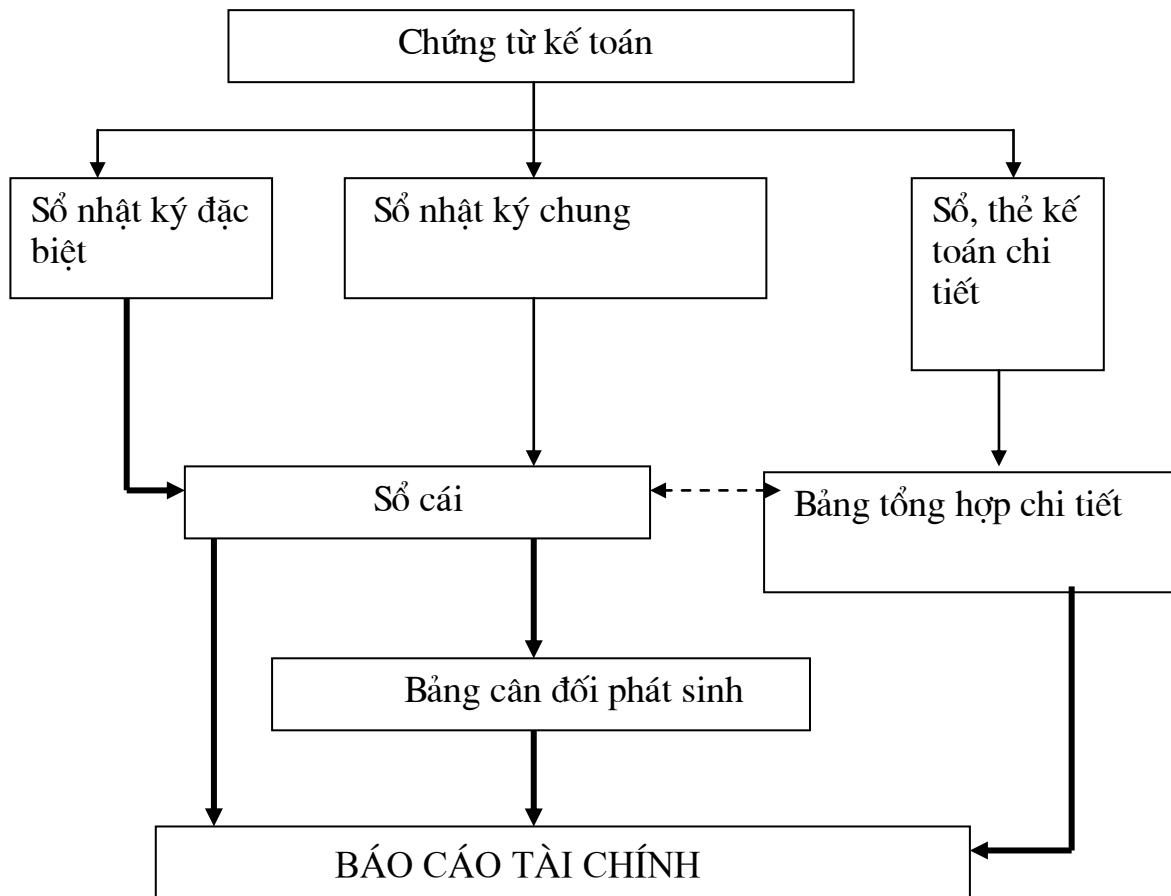 Chứng từ kế toán
Sổ nhật ký đặc
biệt
Sổ nhật ký chung
Sổ, thẻ kế
toán chi
tiết
Sổ cái
Bảng tổng hợp chi tiết
Bảng cân đối phát sinh
BÁO CÁO TÀI CHÍNH